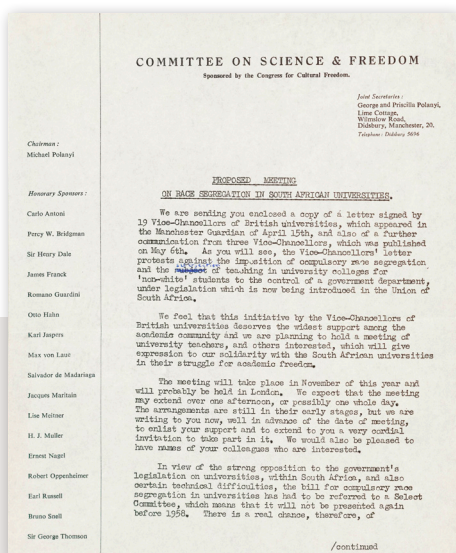 COMMITTEE ON SCIENCE & FREEDOM
Sponsored by the Congress for Cultural Freedom.
Joint Secretaries :
George and Priscilla Polanyi,
Lime Cottage,
Wilmslow Road,
Didsbury, Manchester, 20.
Telephone: Didsbury 5696
Chairman :
Michael Polanyi
Honorary Sponsors :
Carlo Antoni
Percy W. Bridgman
Sir Henry Dale
James Franck
Romano Guardini
Otto Hahn
Karl Jaspers
Max von Laue
Salvador de Madariaga
Jacques Maritain
Lise Meitner
H. J. Muller
Ernest Nagel
Robert Oppenheimer
Earl Russell
Bruno Snell
Sir George Thomson
PROPOSED MEETING
ON RACE SEGREGATION IN SOUTH AFRICAN UNIVERSITIES.
We are sending you enclosed a copy of a letter signed by
19 Vice-Chancellors of British universities, which appeared in
the Manchester Guardian of April 15th, and also of a further
communication from three Vice-Chancellors, which was published
on May 6th. As you will see, the Vice-Chancellors' letter
protests against the imposition of compulsory race segregation
and the of teaching in university colleges for
'non-white' students to the control of a government department,
under legislation which is now being introduced in the Union of
South Africa.
We feel that this initiative by the Vice-Chancellors of
British universities deserves the widest support among the
academic community and we are planning to hold a meeting of
university teachers, and others interested, which will give
expression to our solidarity with the South African universities
in their struggle for academic freedom.
The meeting will take place in November of this year and
will probably be held in London. We expect that the meeting
may extend over one afternoon, or possibly one whole day.
The arrangements are still in their early stages, but we are
writing to you now, well in advance of the date of meeting,
to enlist your support and to extend to you a very cordial
invitation to take part in it. We would also be pleased to
have names of your colleagues who are interested.
In view of the strong opposition to the government's
legislation on universities, within South Africa, and also
certain technical difficulties, the bill for compulsory race
segregation in universities has had to be referred to a Select
Committee, which means that it will not be presented again
before 1958. There is a real chance, therefore, of
/continued